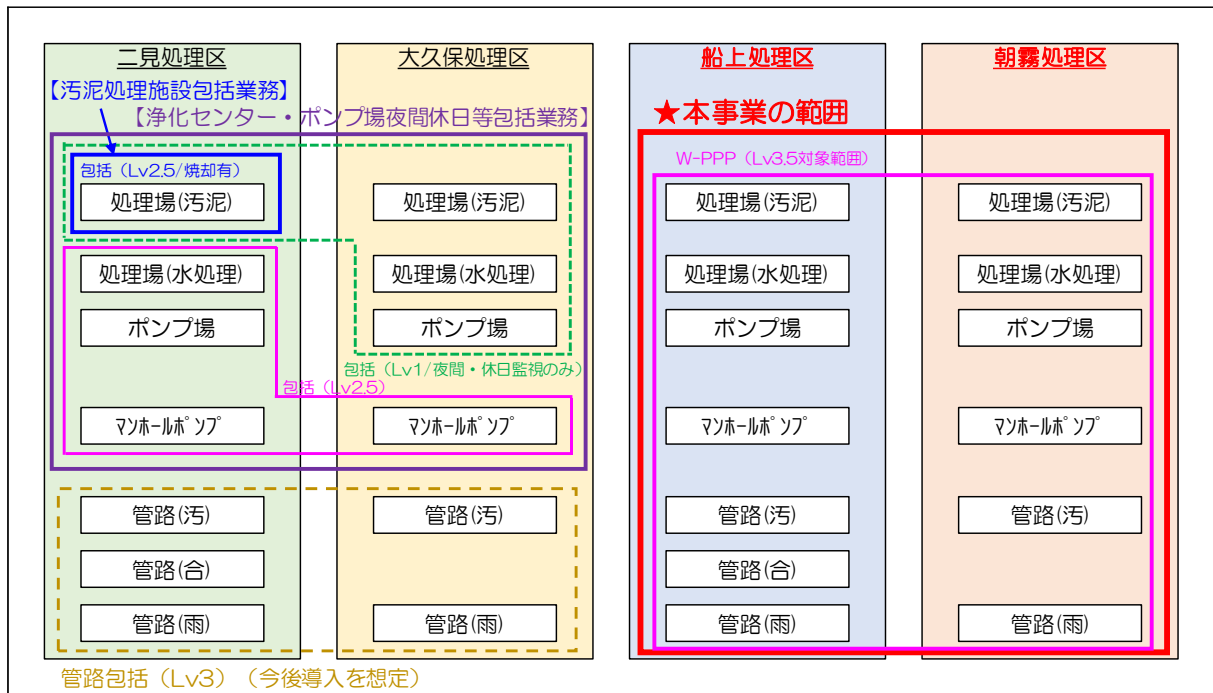 二見処理区
大久保処理区
船上処理区
朝霧処理区
【汚泥処理施設包括業務】
【浄化センター・ポンプ場夜間休日等包括業務】
★本事業の範囲
包括（Lv2.5/焼却有）
W-PPP（Lv3.5対象範囲）
処理場(汚泥)
処理場(汚泥)
処理場(汚泥)
処理場(汚泥)
処理場(水処理)
処理場(水処理)
処理場(水処理)
処理場(水処理)
ポンプ場
ポンプ場
ポンプ場
ポンプ場
包括（Lv1/夜間・休日監視のみ）
包括（Lv2.5）
ﾏﾝﾎｰﾙﾎﾟﾝﾌﾟ
ﾏﾝﾎｰﾙﾎﾟﾝﾌﾟ
ﾏﾝﾎｰﾙﾎﾟﾝﾌﾟ
ﾏﾝﾎｰﾙﾎﾟﾝﾌﾟ
管路(汚)
管路(汚)
管路(汚)
管路(汚)
管路(合)
管路(合)
管路(雨)
管路(雨)
管路(雨)
管路(雨)
管路包括（Lv3）（今後導入を想定）